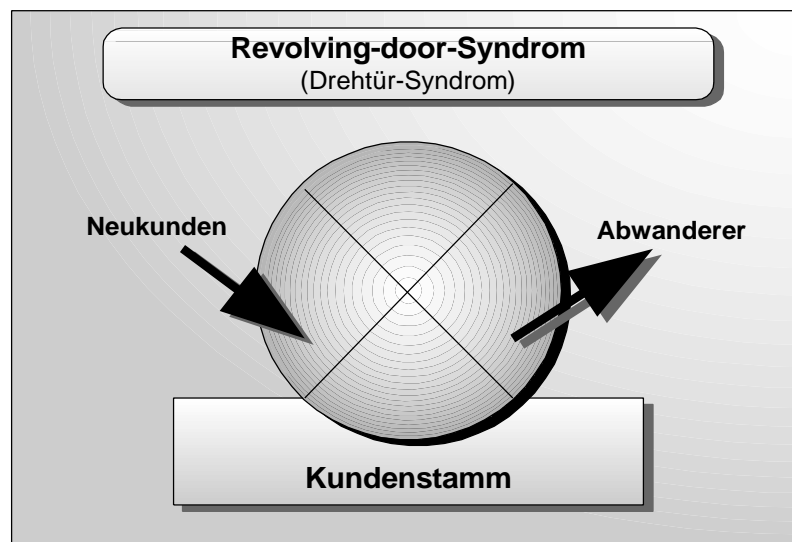 Revolving-door-Syndrom
(Drehtür-Syndrom)
Neukunden
Abwanderer
Kundenstamm